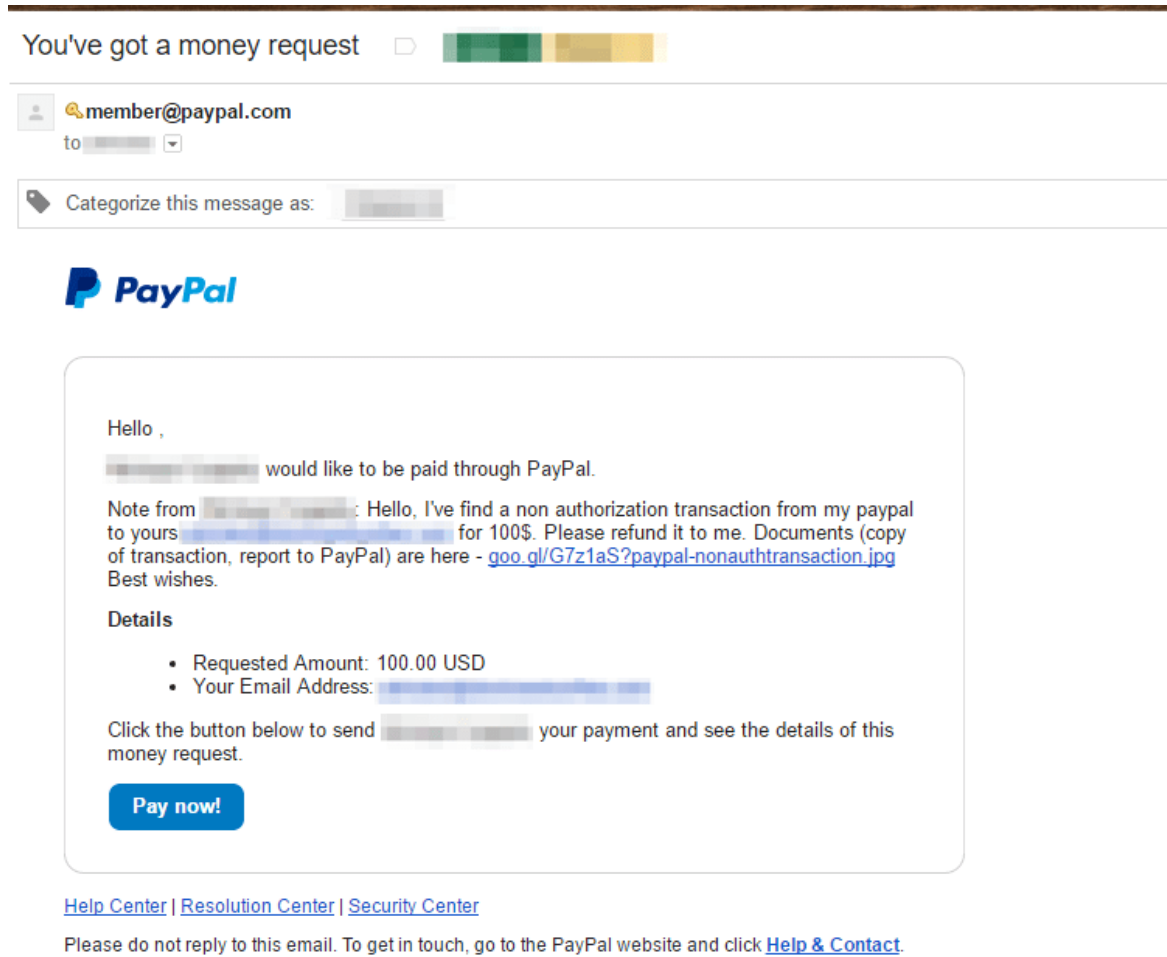 You've got a money request
member@paypal.com
to
Categorize this message as:
PayPal
Hello ,
would like to be paid through PayPal.
Note from : Hello, I've find a non authorization transaction from my paypal
to yours for 100$. Please refund it to me. Documents (copy
of transaction, report to PayPal) are here - goo.gl/G7z1aS?paypal-nonauthtransaction.jpg
Best wishes.
Details
• Requested Amount: 100.00 USD
• Your Email Address:
Click the button below to send your payment and see the details of this
money request.
Pay now!
Help Center | Resolution Center | Security Center
Please do not reply to this email. To get in touch, go to the PayPal website and click Help & Contact.